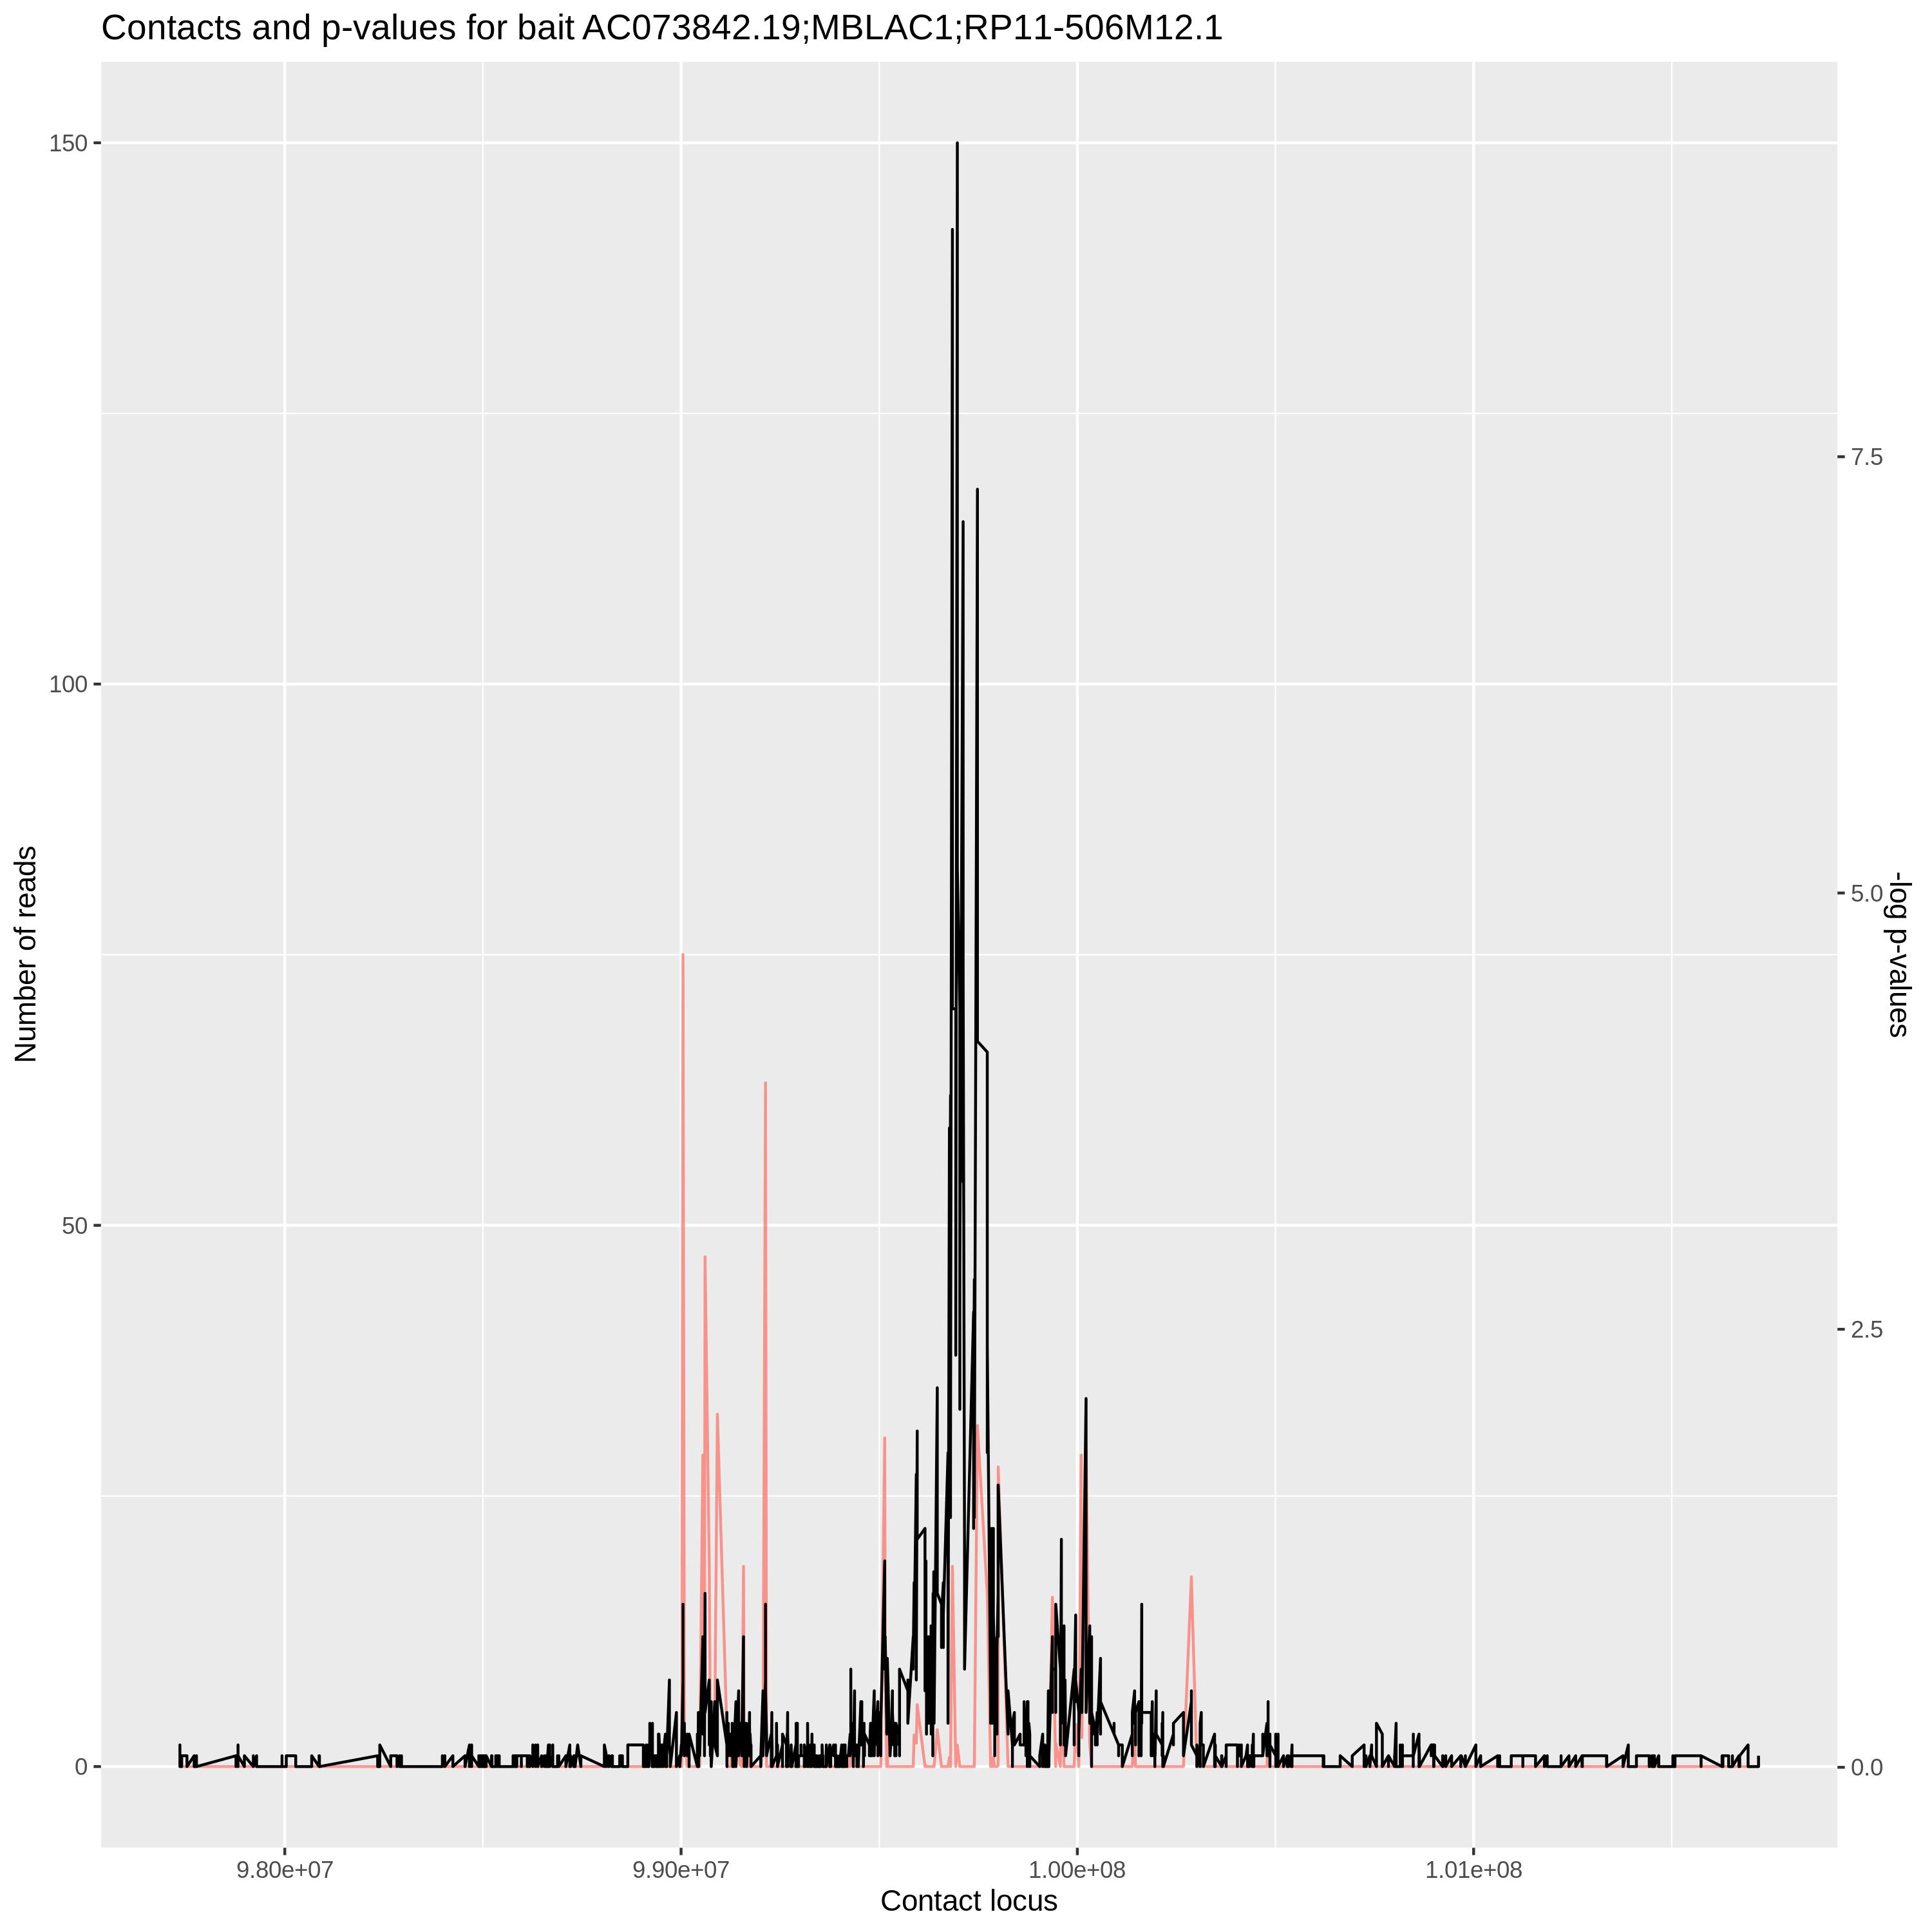 Contacts and p-values for bait AC073842.19;MBLAC1;RP11-506M12.1
150
100
50
0
Number of reads
7.5
5.0
2.5
0.0
-log p-values
9.80e+07
9.90e+07
1.00e+08
1.01e+08
Contact locus